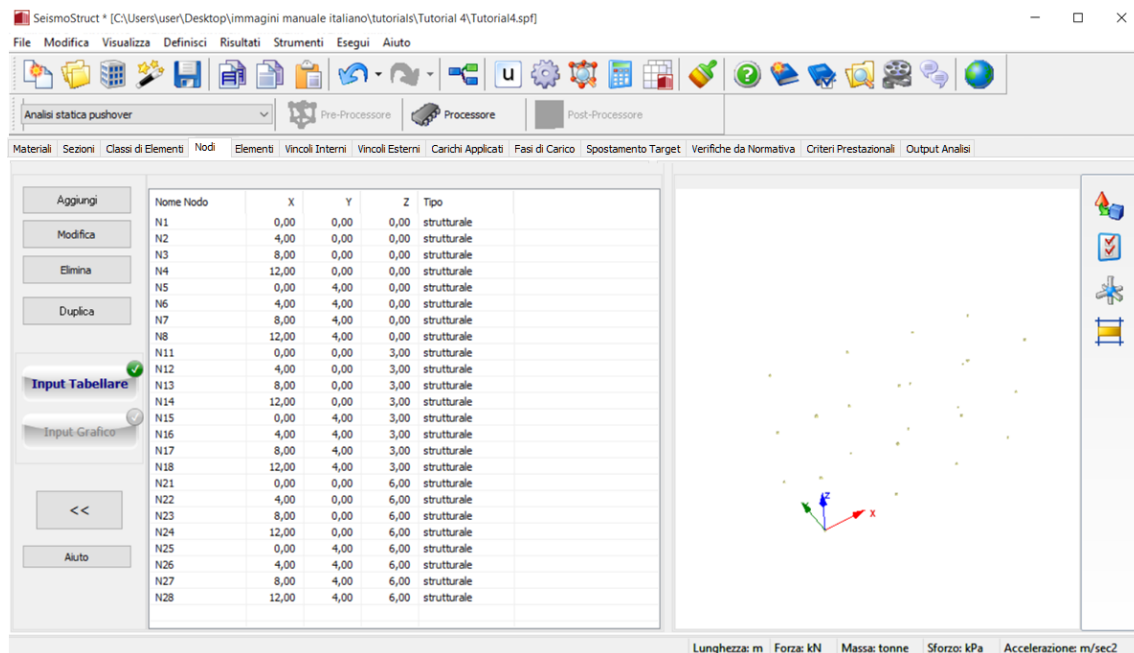 SeismoStruct * [C:\Users\user\Desktop\immagini manuale italiano\tutorials\Tutorial 4\Tutorial4.spf]
File Modifica Visualizza Definisci Risultati Strumenti Esegui Aiuto
u
Analisi statica pushover Pre-Processore Processore Post-Processore
Materiali Sezioni Classi di Elementi Nodi Elementi Vincoli Interni Vincoli Esterni Carichi Applicati Fasi di Carico Spostamento Target Verifiche da Normativa Criteri Prestazionali Output Analisi
Aggiungi
Modifica
Elimina
Duplica
Input Tabellare
Input Grafico
<<
Aiuto
Nome Nodo X Y Z Tipo
N1 0,00 0,00 0,00 strutturale
N2 4,00 0,00 0,00 strutturale
N3 8,00 0,00 0,00 strutturale
N4 12,00 0,00 0,00 strutturale
N5 0,00 4,00 0,00 strutturale
N6 4,00 4,00 0,00 strutturale
N7 8,00 4,00 0,00 strutturale
N8 12,00 4,00 0,00 strutturale
N11 0,00 0,00 3,00 strutturale
N12 4,00 0,00 3,00 strutturale
N13 8,00 0,00 3,00 strutturale
N14 12,00 0,00 3,00 strutturale
N15 0,00 4,00 3,00 strutturale
N16 4,00 4,00 3,00 strutturale
N17 8,00 4,00 3,00 strutturale
N18 12,00 4,00 3,00 strutturale
N21 0,00 0,00 6,00 strutturale
N22 4,00 0,00 6,00 strutturale
N23 8,00 0,00 6,00 strutturale
N24 12,00 0,00 6,00 strutturale
N25 0,00 4,00 6,00 strutturale
N26 4,00 4,00 6,00 strutturale
N27 8,00 4,00 6,00 strutturale
N28 12,00 4,00 6,00 strutturale
Z
X
Lunghezza: m Forza: kN Massa: tonne Sforzo: kPa Accelerazione: m/sec2